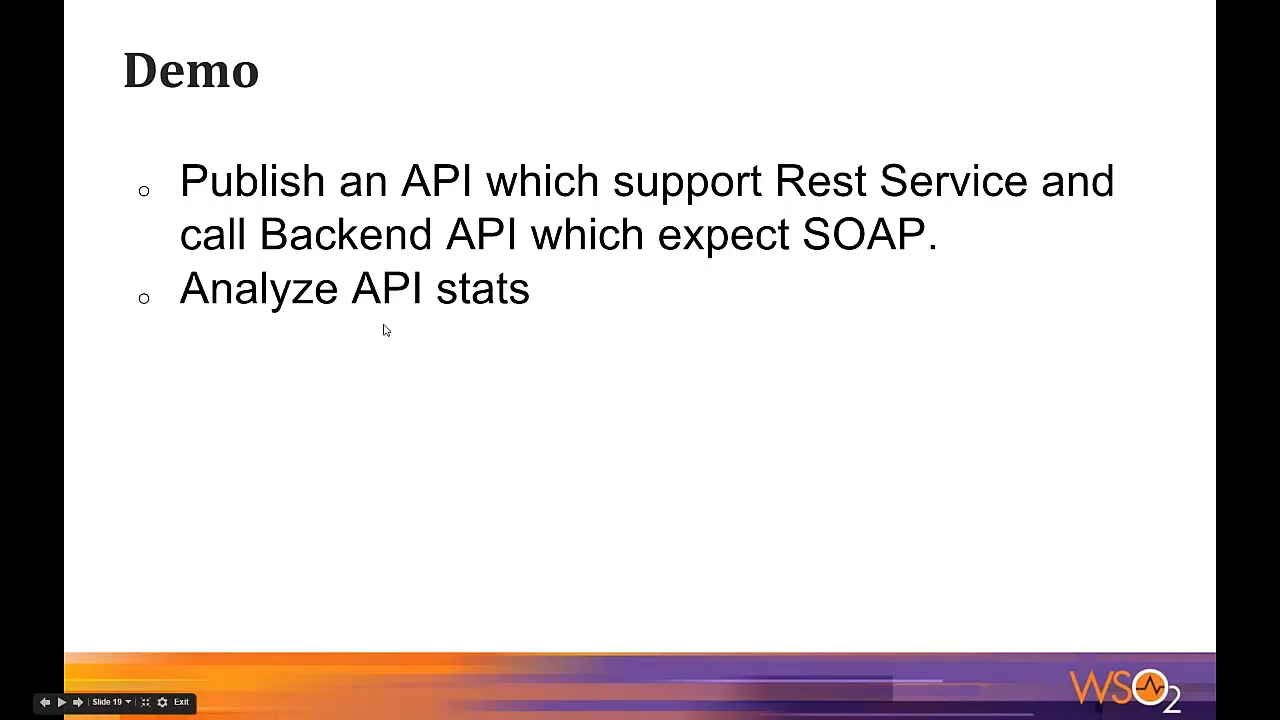 Demo
Publish an API which support Rest Service and
call Backend API which expect SOAP.
Analyze API stats
Slide 19
Exit
WSO2